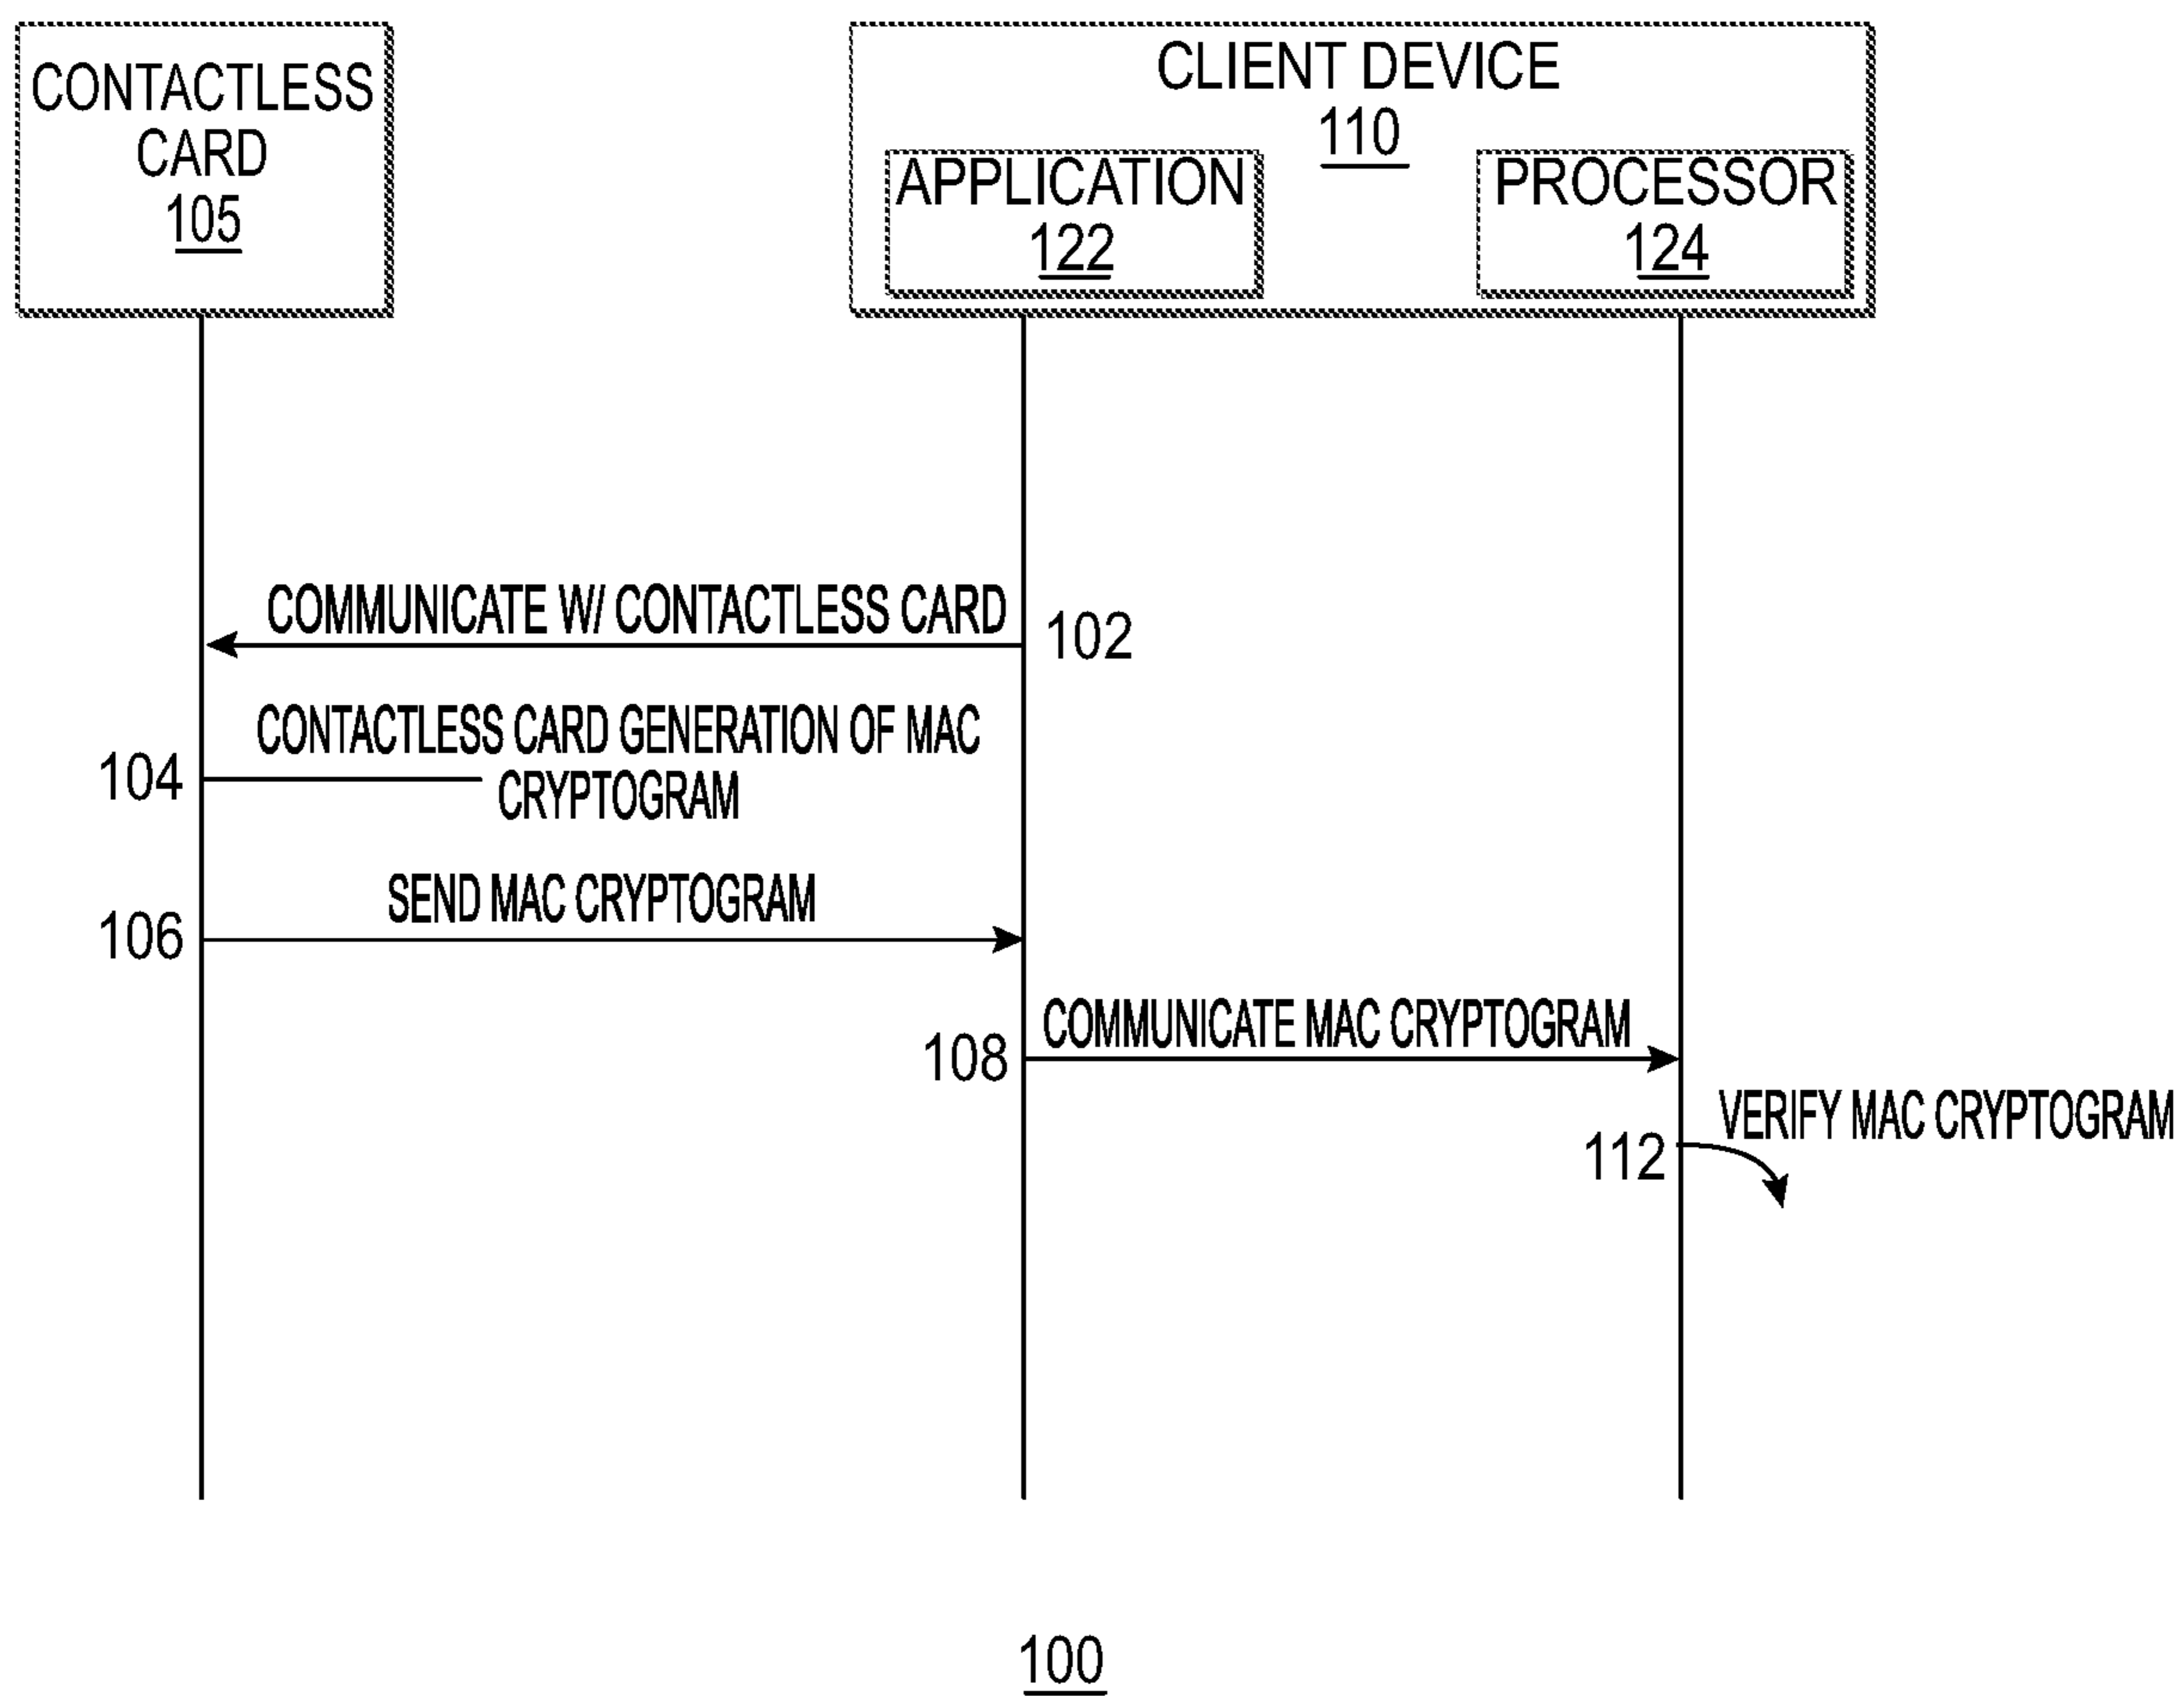 CONTACTLESS
CARD
105
CLIENT DEVICE
110
APPLICATION
122
PROCESSOR
124
COMMUNICATE W/ CONTACTLESS CARD
102
CONTACTLESS CARD GENERATION OF MAC
104
CRYPTOGRAM
SEND MAC CRYPTOGRAM
106
COMMUNICATE MAC CRYPTOGRAM
108
VERIFY MAC CRYPTOGRAM
112
100